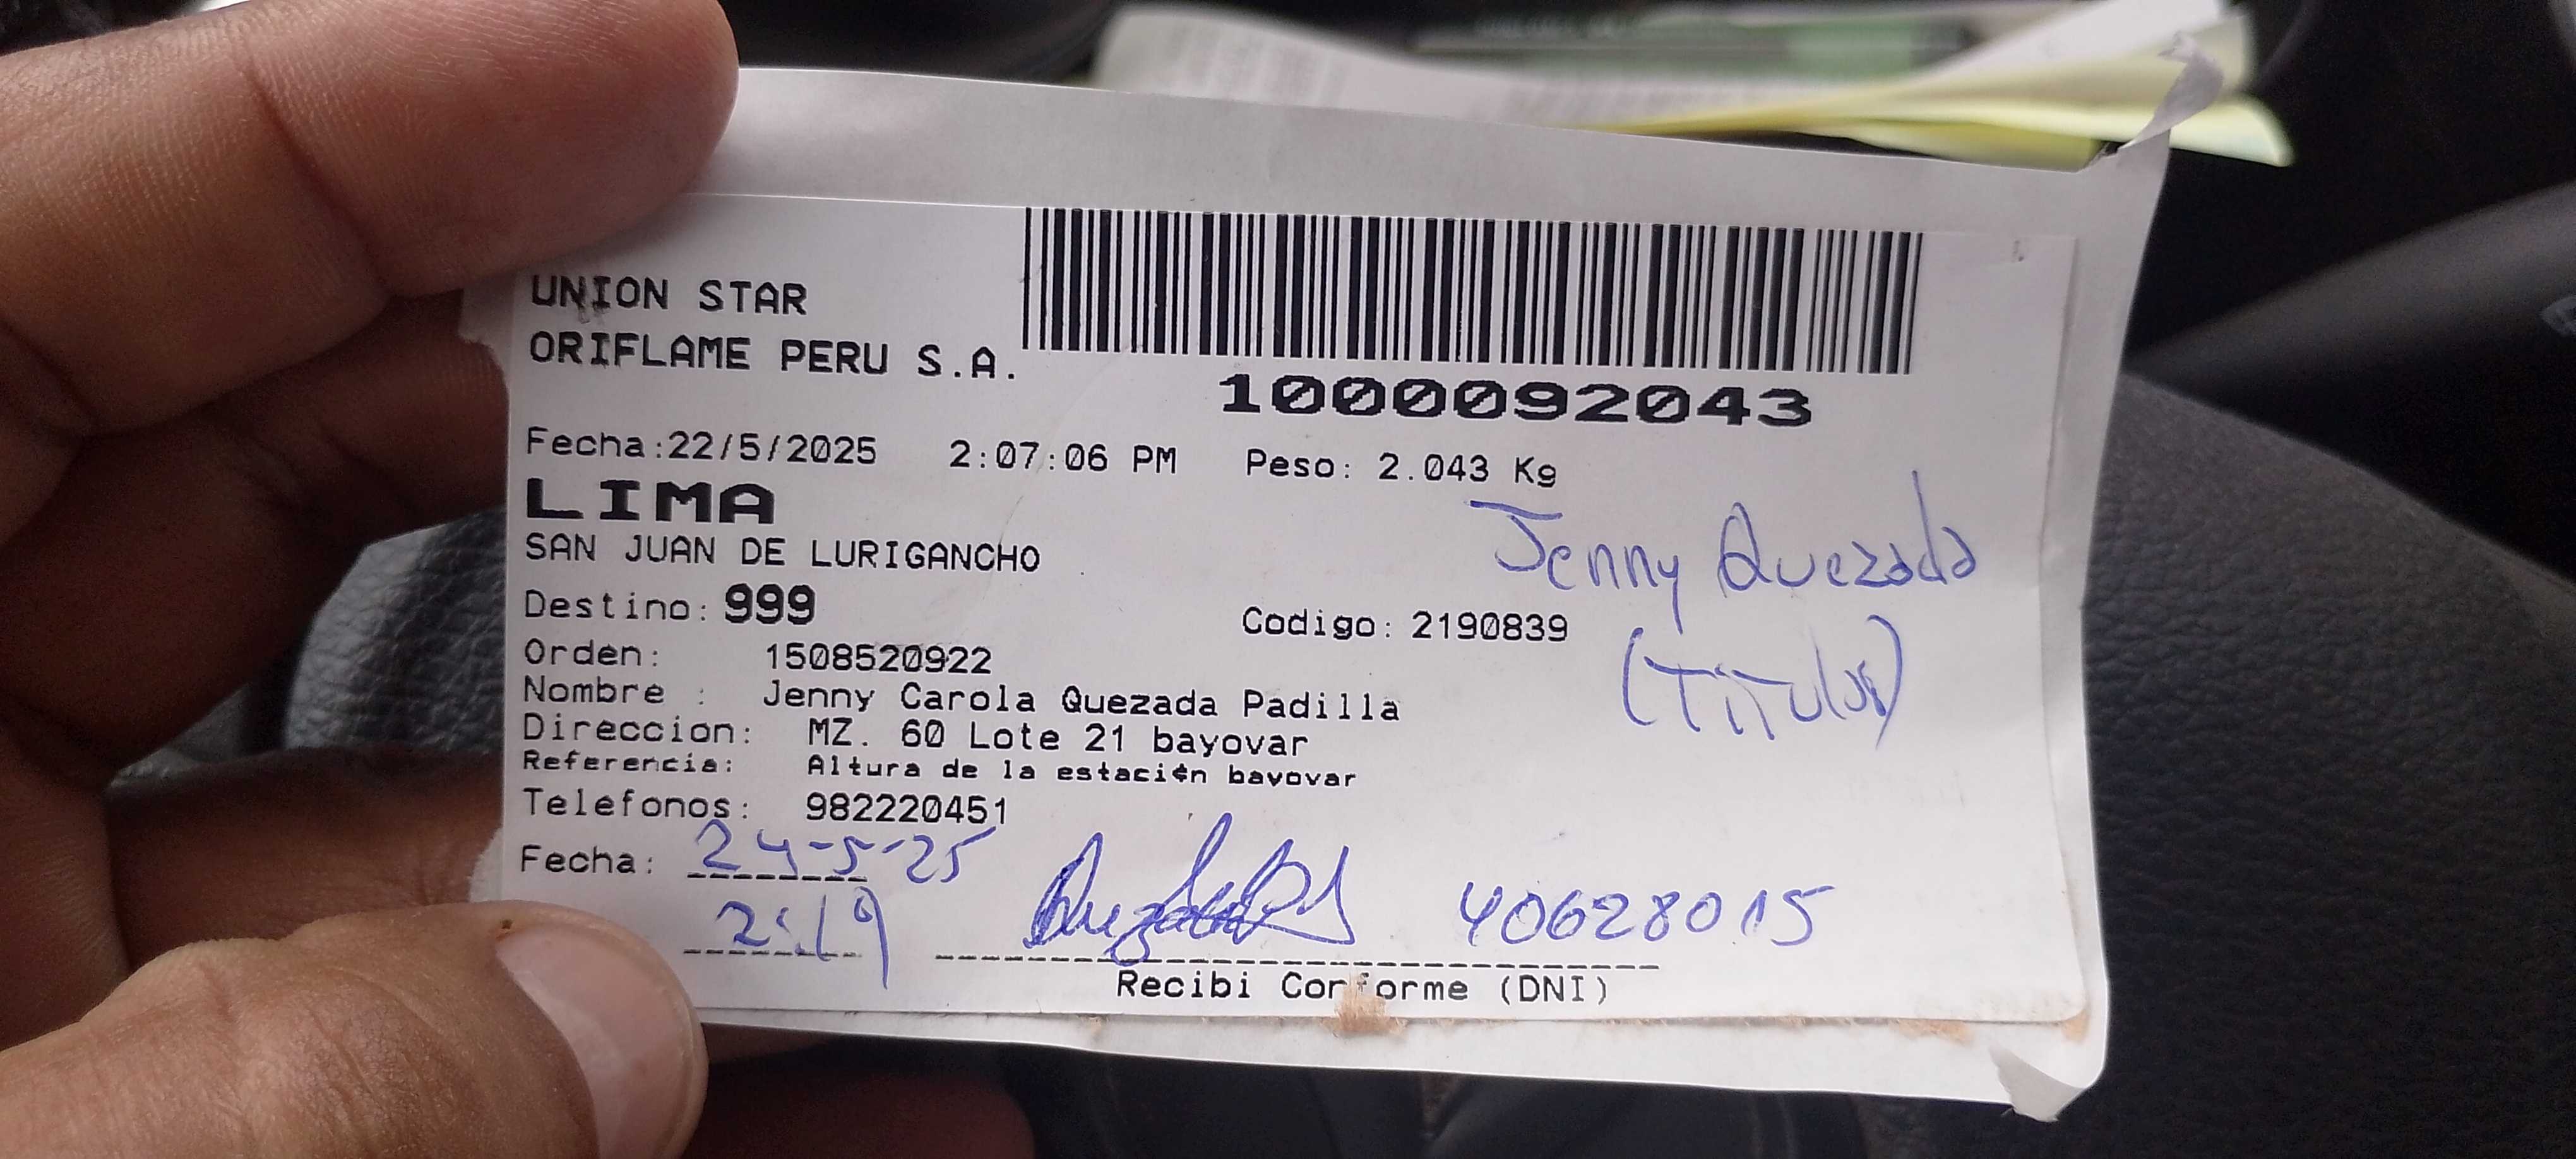 UNION STAR
ORIFLAME PERU S.A.
1000092043
Fecha:22/5/2025 2:07:06 PM Peso: 2.043 Kg
LIMA
Jenny Quezada
SAN JUAN DE LURIGANCHO
Destino: 999 Codigo: 2190839
(Titular)
Orden: 1508520922
Nombre : Jenny Carola Quezada Padilla
Direccion: MZ. 60 Lote 21 bayovar
Referencia: Altura de la estaci¢n bayovar
Telefonos: 982220451
Fecha: 24-5-25
2:19 40628015
Recibi Conforme (DNI)